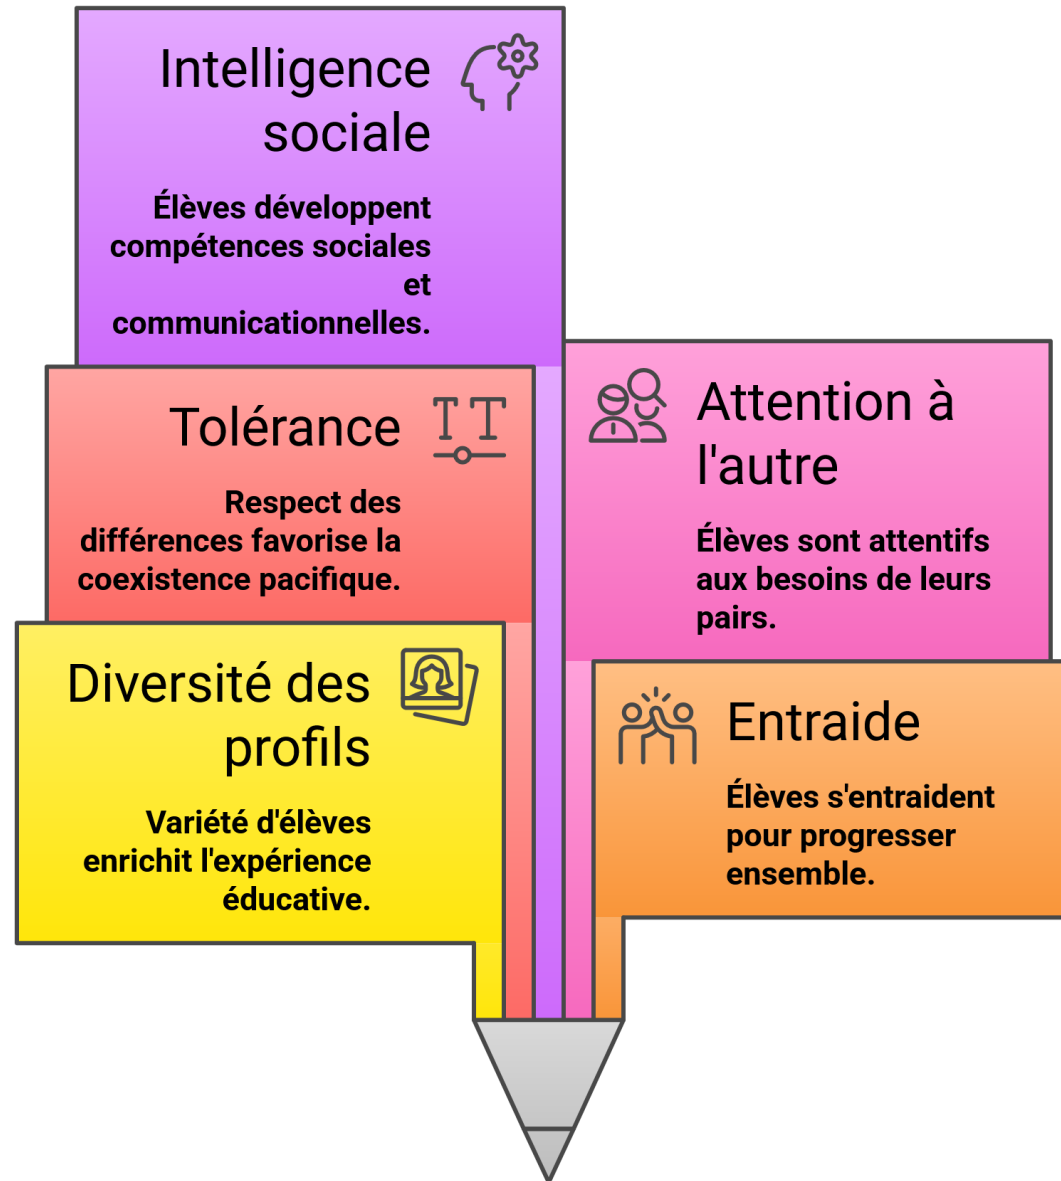 Intelligence
sociale
Élèves développent
compétences sociales
et
communicationnelles.
Tolérance
Respect des
différences favorise la
coexistence pacifique.
Diversité des
profils
Variété d'élèves
enrichit l'expérience
éducative.
Attention à
l'autre
Élèves sont attentifs
aux besoins de leurs
pairs.
Entraide
Élèves s'entraident
pour progresser
ensemble.